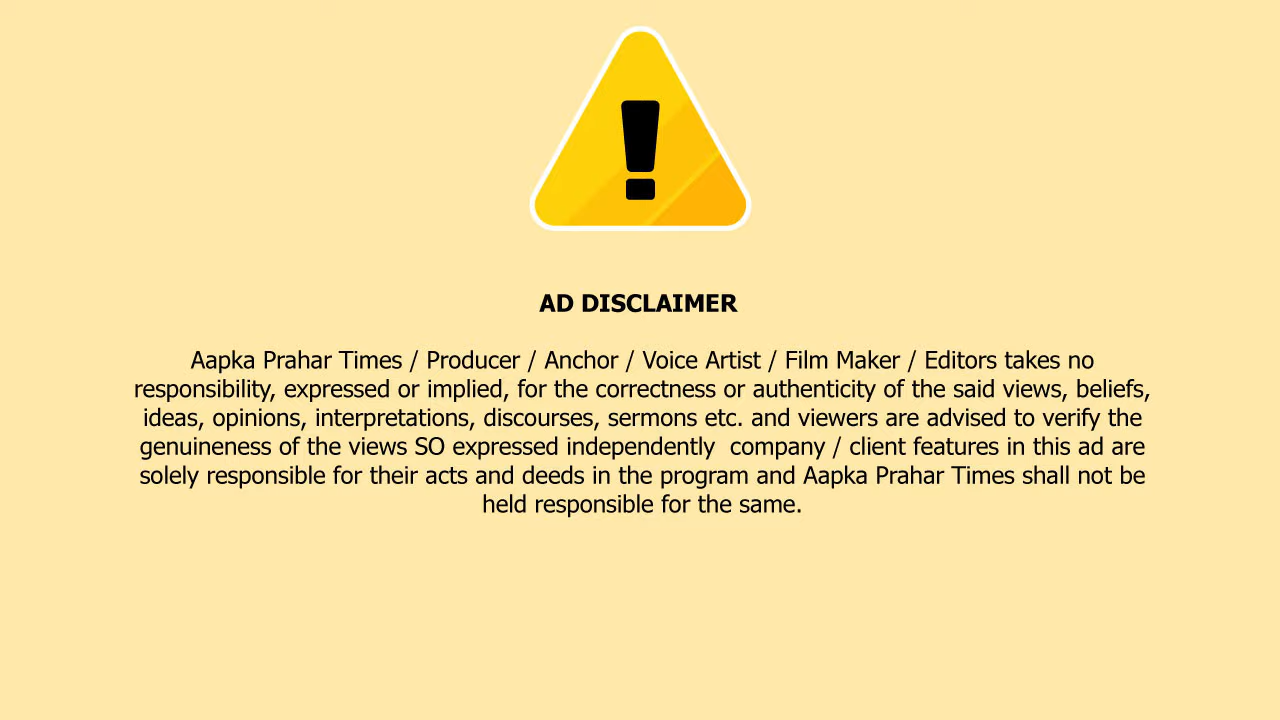 AD DISCLAIMER
Aapka Prahar Times / Producer / Anchor / Voice Artist / Film Maker / Editors takes no
responsibility, expressed or implied, for the correctness or authenticity of the said views, beliefs,
ideas, opinions, interpretations, discourses, sermons etc. and viewers are advised to verify the
genuineness of the views SO expressed independently  company / client features in this ad are
solely responsible for their acts and deeds in the program and Aapka Prahar Times shall not be
held responsible for the same.